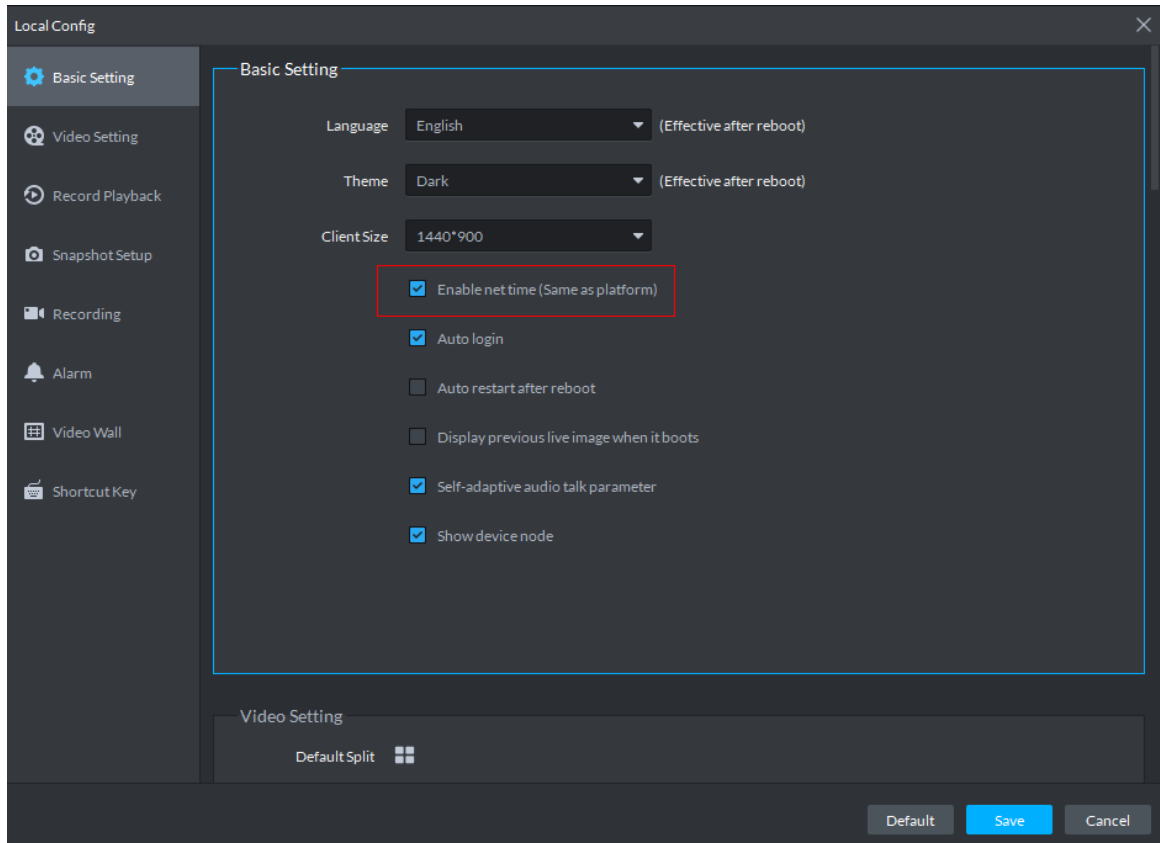 Local Config
Basic Setting
Video Setting
Record Playback
Snapshot Setup
Recording
Alarm
Video Wall
Shortcut Key
Basic Setting
Language English (Effective after reboot)
Theme Dark (Effective after reboot)
Client Size 1440*900
Enable net time (Same as platform)
Auto login
Auto restart after reboot
Display previous live image when it boots
Self-adaptive audio talk parameter
Show device node
Video Setting
Default Split
Default Save Cancel